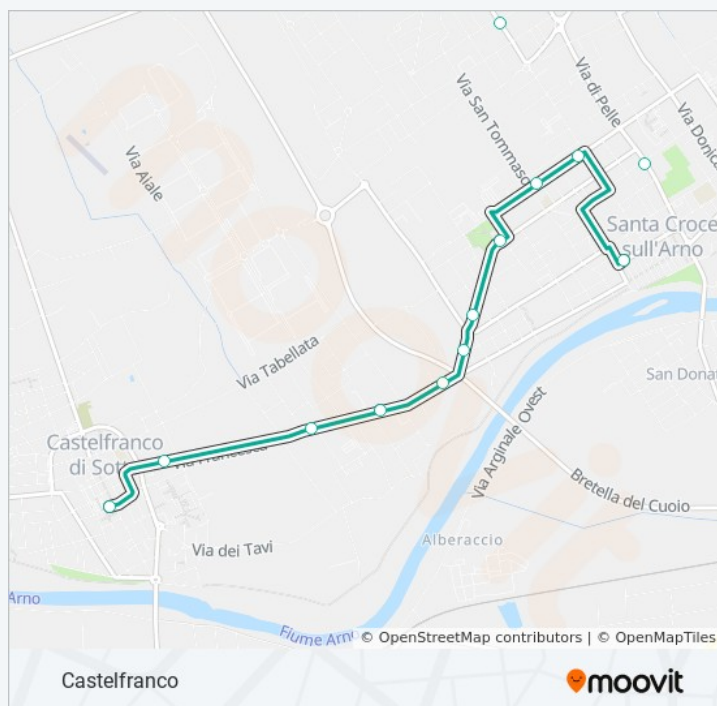 Via San Tommaso
Via di Pelle
Via Donica
Via Aiale
Santa Croce
sull'Arno
Via Tabellata
San Donat
Castelfranco
di Sotto
Via Francesca
Via Arginale Ovest
Bretella del Cuoio
Via dei Tavi
Alberaccio
Arno
Fiume Arno
© OpenStreetMap contributors | © OpenMapTiles
Castelfranco
moovit